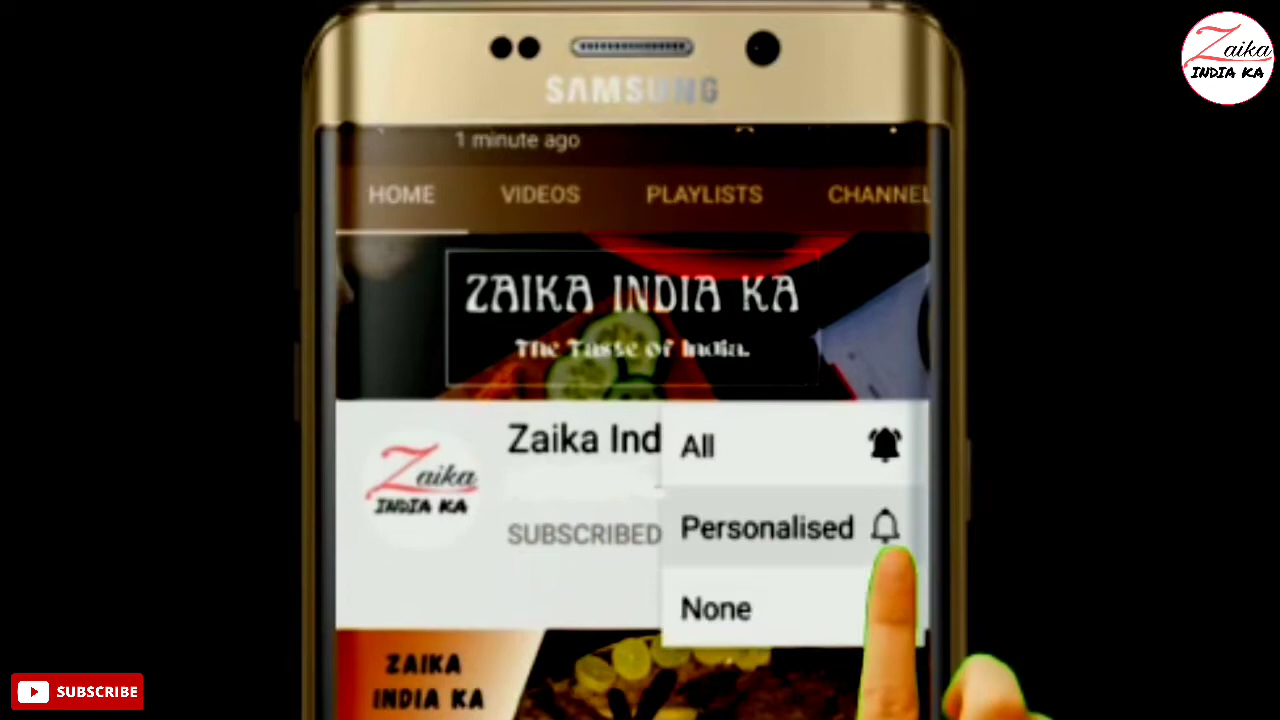 SAMSUNG
Zaika
INDIA KA
1 minute ago
HOME
VIDEOS
PLAYLISTS
CHANNEL
ZAIKA INDIA KA
The Taste of India.
Zaika Ind
All
Zaika
INDIA KA
SUBSCRIBED
Personalised
None
ZAIKA
INDIA KA
SUBSCRIBE